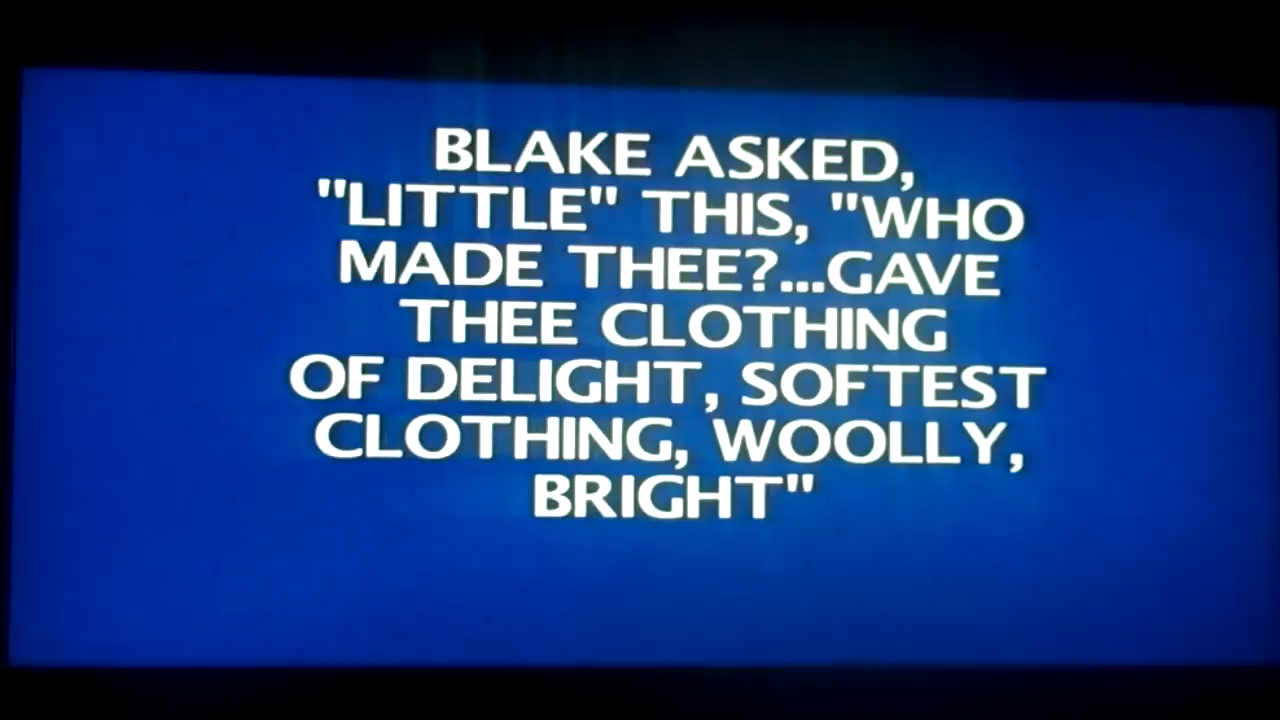 BLAKE ASKED,
"LITTLE" THIS, "WHO
MADE THEE?...GAVE
THEE CLOTHING
OF DELIGHT, SOFTEST
CLOTHING, WOOLLY,
BRIGHT"